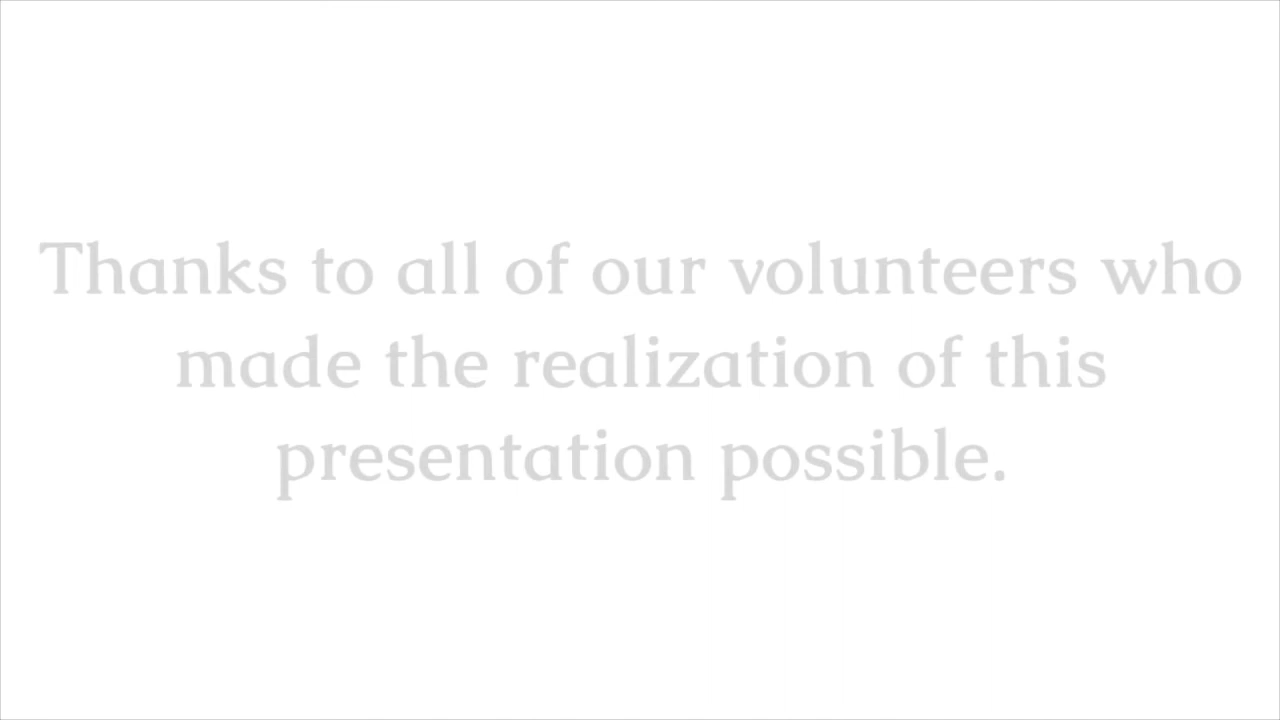 Thanks to all of our volunteers who
made the realization of this
presentation possible.